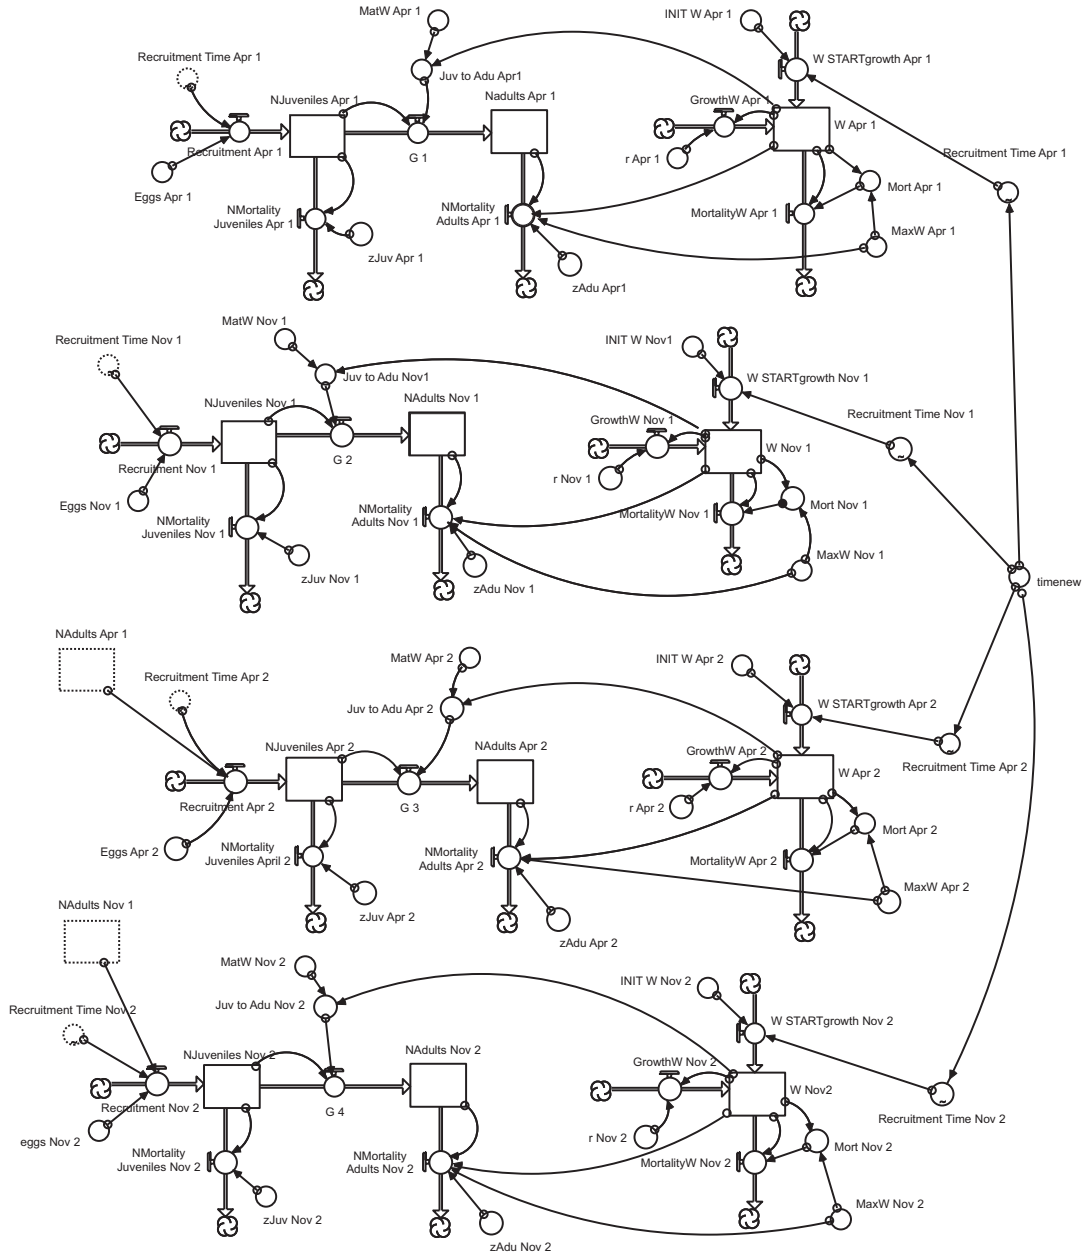 MatW Apr 1
INIT W Apr 1
Recruitment Time Apr 1
W STARTgrowth Apr 1
Juv to Adu Apr1
NJuveniles Apr 1
Nadults Apr 1
GrowthW Apr 1
W Apr 1
Recruitment Apr 1
G 1
r Apr 1
Recruitment Time Apr 1
Eggs Apr 1
Mort Apr 1
NMortality
Juveniles Apr 1
NMortality
Adults Apr 1
MortalityW Apr 1
MaxW Apr 1
zJuv Apr 1
zAdu Apr1
MatW Nov 1
Recruitment Time Nov 1
INIT W Nov1
Juv to Adu Nov1
W STARTgrowth Nov 1
NJuveniles Nov 1
NAdults Nov 1
GrowthW Nov 1
Recruitment Time Nov 1
W Nov 1
Recruitment Nov 1
G 2
r Nov 1
Eggs Nov 1
Mort Nov 1
NMortality
Juveniles Nov 1
NMortality
Adults Nov 1
MortalityW Nov 1
MaxW Nov 1
zJuv Nov 1
zAdu Nov 1
timenew
NAdults Apr 1
MatW Apr 2
INIT W Apr 2
Recruitment Time Apr 2
Juv to Adu Apr 2
W STARTgrowth Apr 2
NJuveniles Apr 2
NAdults Apr 2
GrowthW Apr 2
W Apr 2
Recruitment Time Apr 2
Recruitment Apr 2
G 3
r Apr 2
Mort Apr 2
Eggs Apr 2
NMortality
Juveniles April 2
NMortality
Adults Apr 2
MortalityW Apr 2
MaxW Apr 2
zJuv Apr 2
zAdu Apr 2
NAdults Nov 1
MatW Nov 2
INIT W Nov 2
Recruitment Time Nov 2
Juv to Adu Nov 2
W STARTgrowth Nov 2
NJuveniles Nov 2
NAdults Nov 2
GrowthW Nov 2
W Nov2
Recruitment Nov 2
G 4
Recruitment Time Nov 2
eggs Nov 2
r Nov 2
Mort Nov 2
NMortality
Juveniles Nov 2
NMortality
Adults Nov 2
MortalityW Nov 2
MaxW Nov 2
zJuv Nov 2
zAdu Nov 2